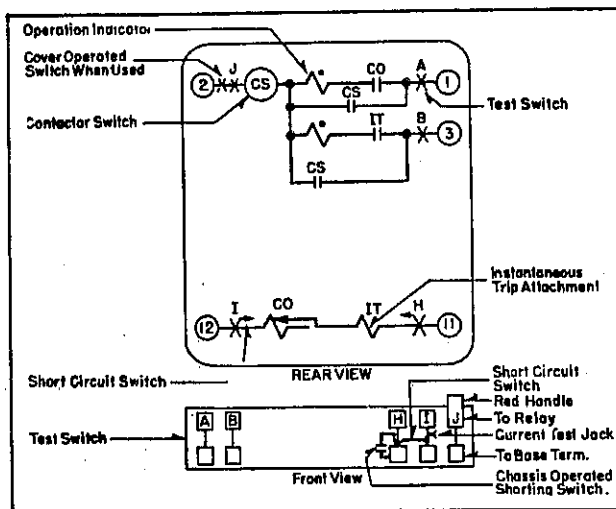 Operation Indicator
Cover Operated
Switch When Used
J
A
CO
2
CS
1
CS
Test Switch
Contactor Switch
IT
B
3
CS
Instantaneous
Trip Attachment
I
CO
IT
H
12
11
REAR VIEW
Short Circuit Switch
Short Circuit
Switch
Red Handle
A
B
H
I
J
To Relay
Test Switch
Current Test Jack
To Base Term.
Front View
Chassis Operated
Shorting Switch.